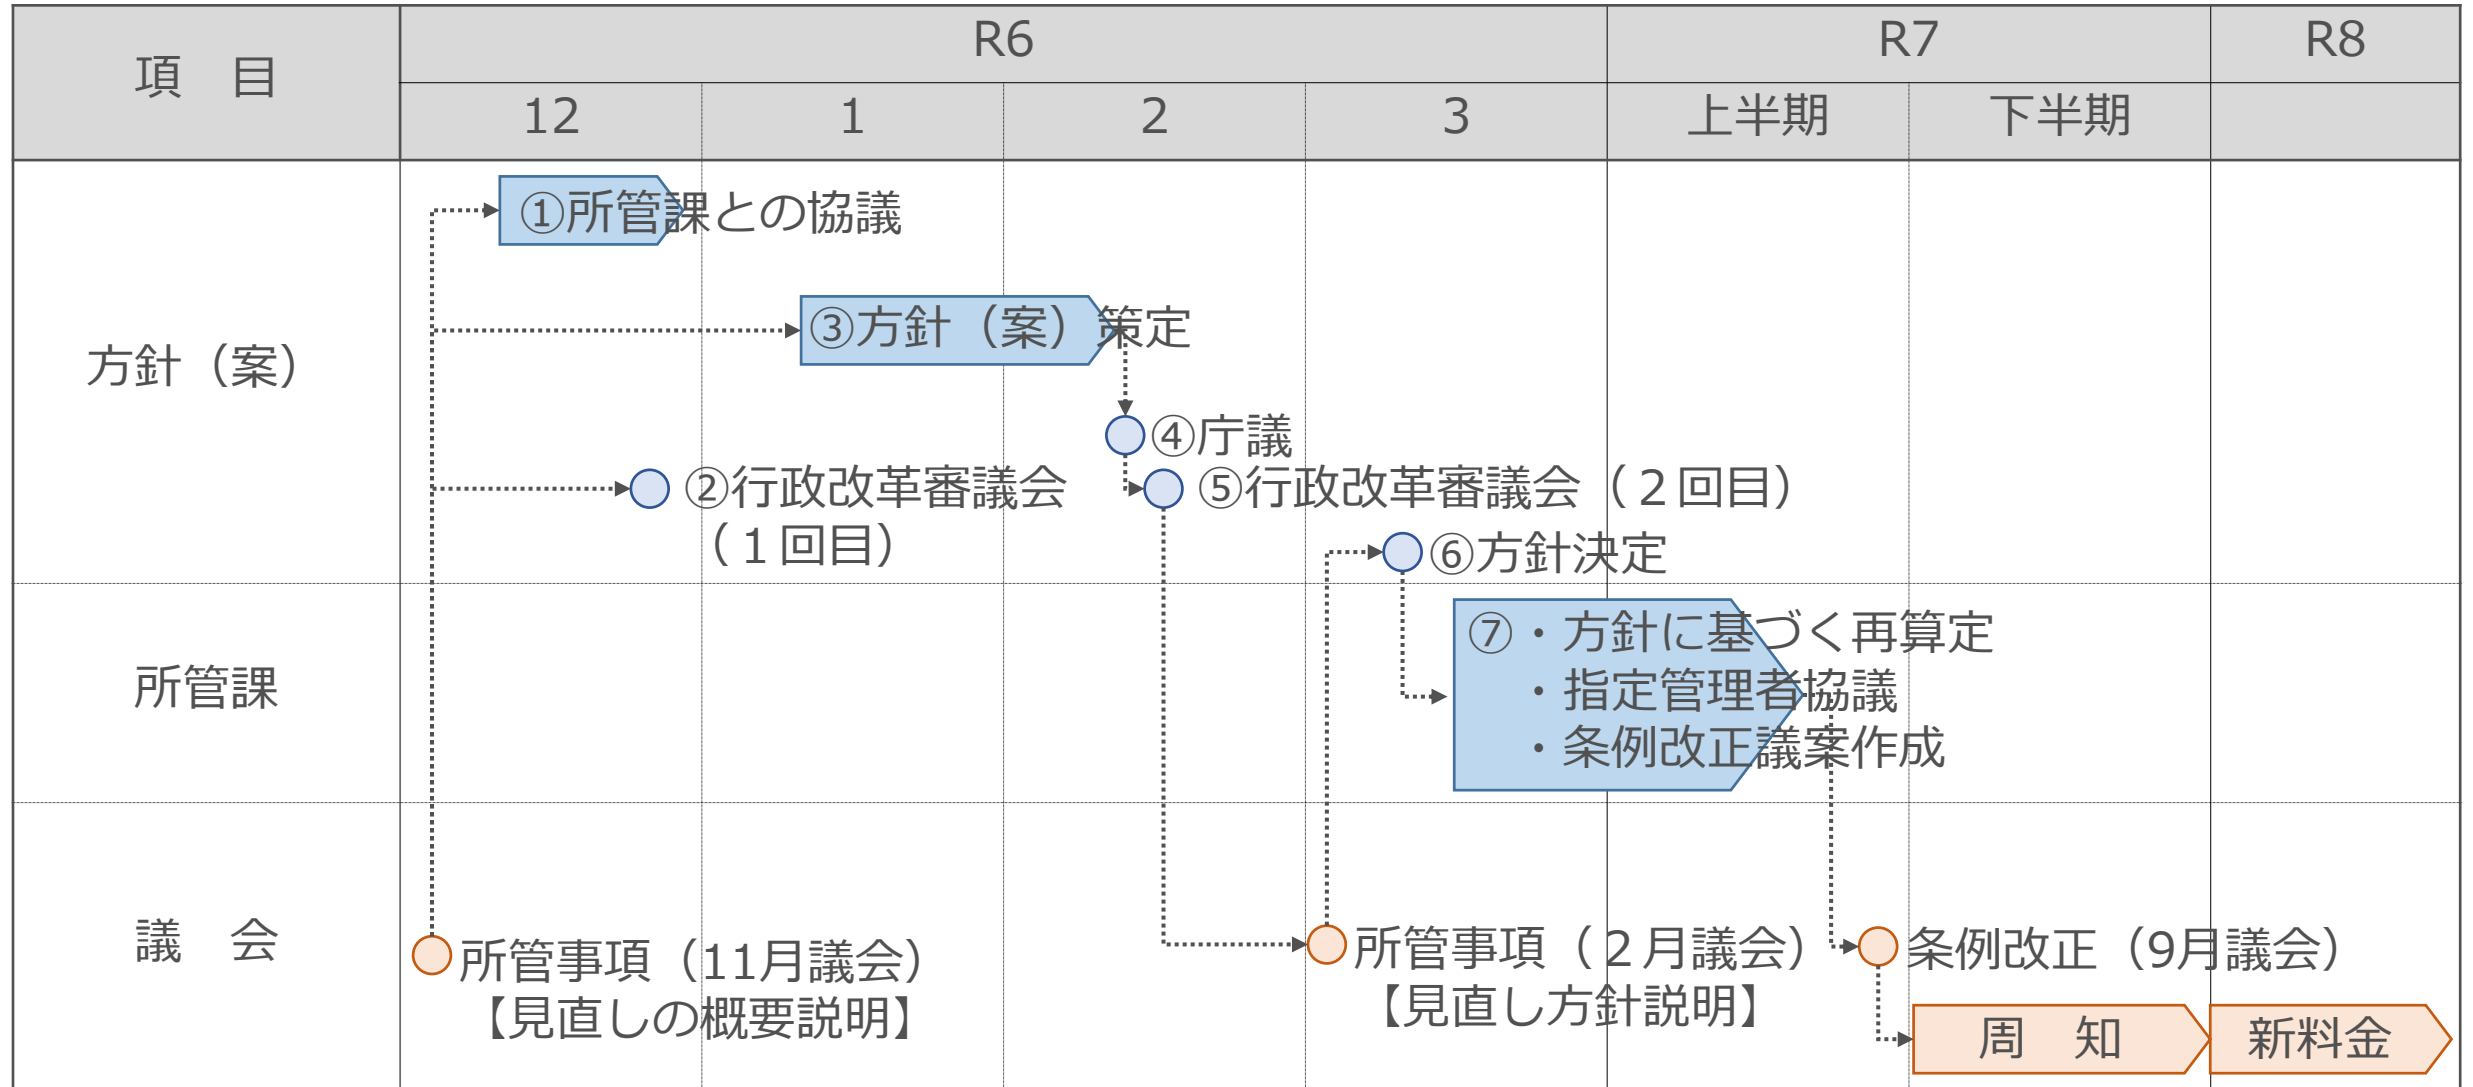 項　目
R6
R7
R8
12
1
2
3
上半期
下半期
方針（案）
①所管課との協議
③方針（案）策定
④庁議
②行政改革審議会
（１回目）
⑤行政改革審議会（２回目）
⑥方針決定
所管課
⑦・方針に基づく再算定
・指定管理者協議
・条例改正議案作成
議　会
所管事項（11月議会）
【見直しの概要説明】
所管事項（２月議会）
【見直し方針説明】
条例改正（9月議会）
周　知
新料金